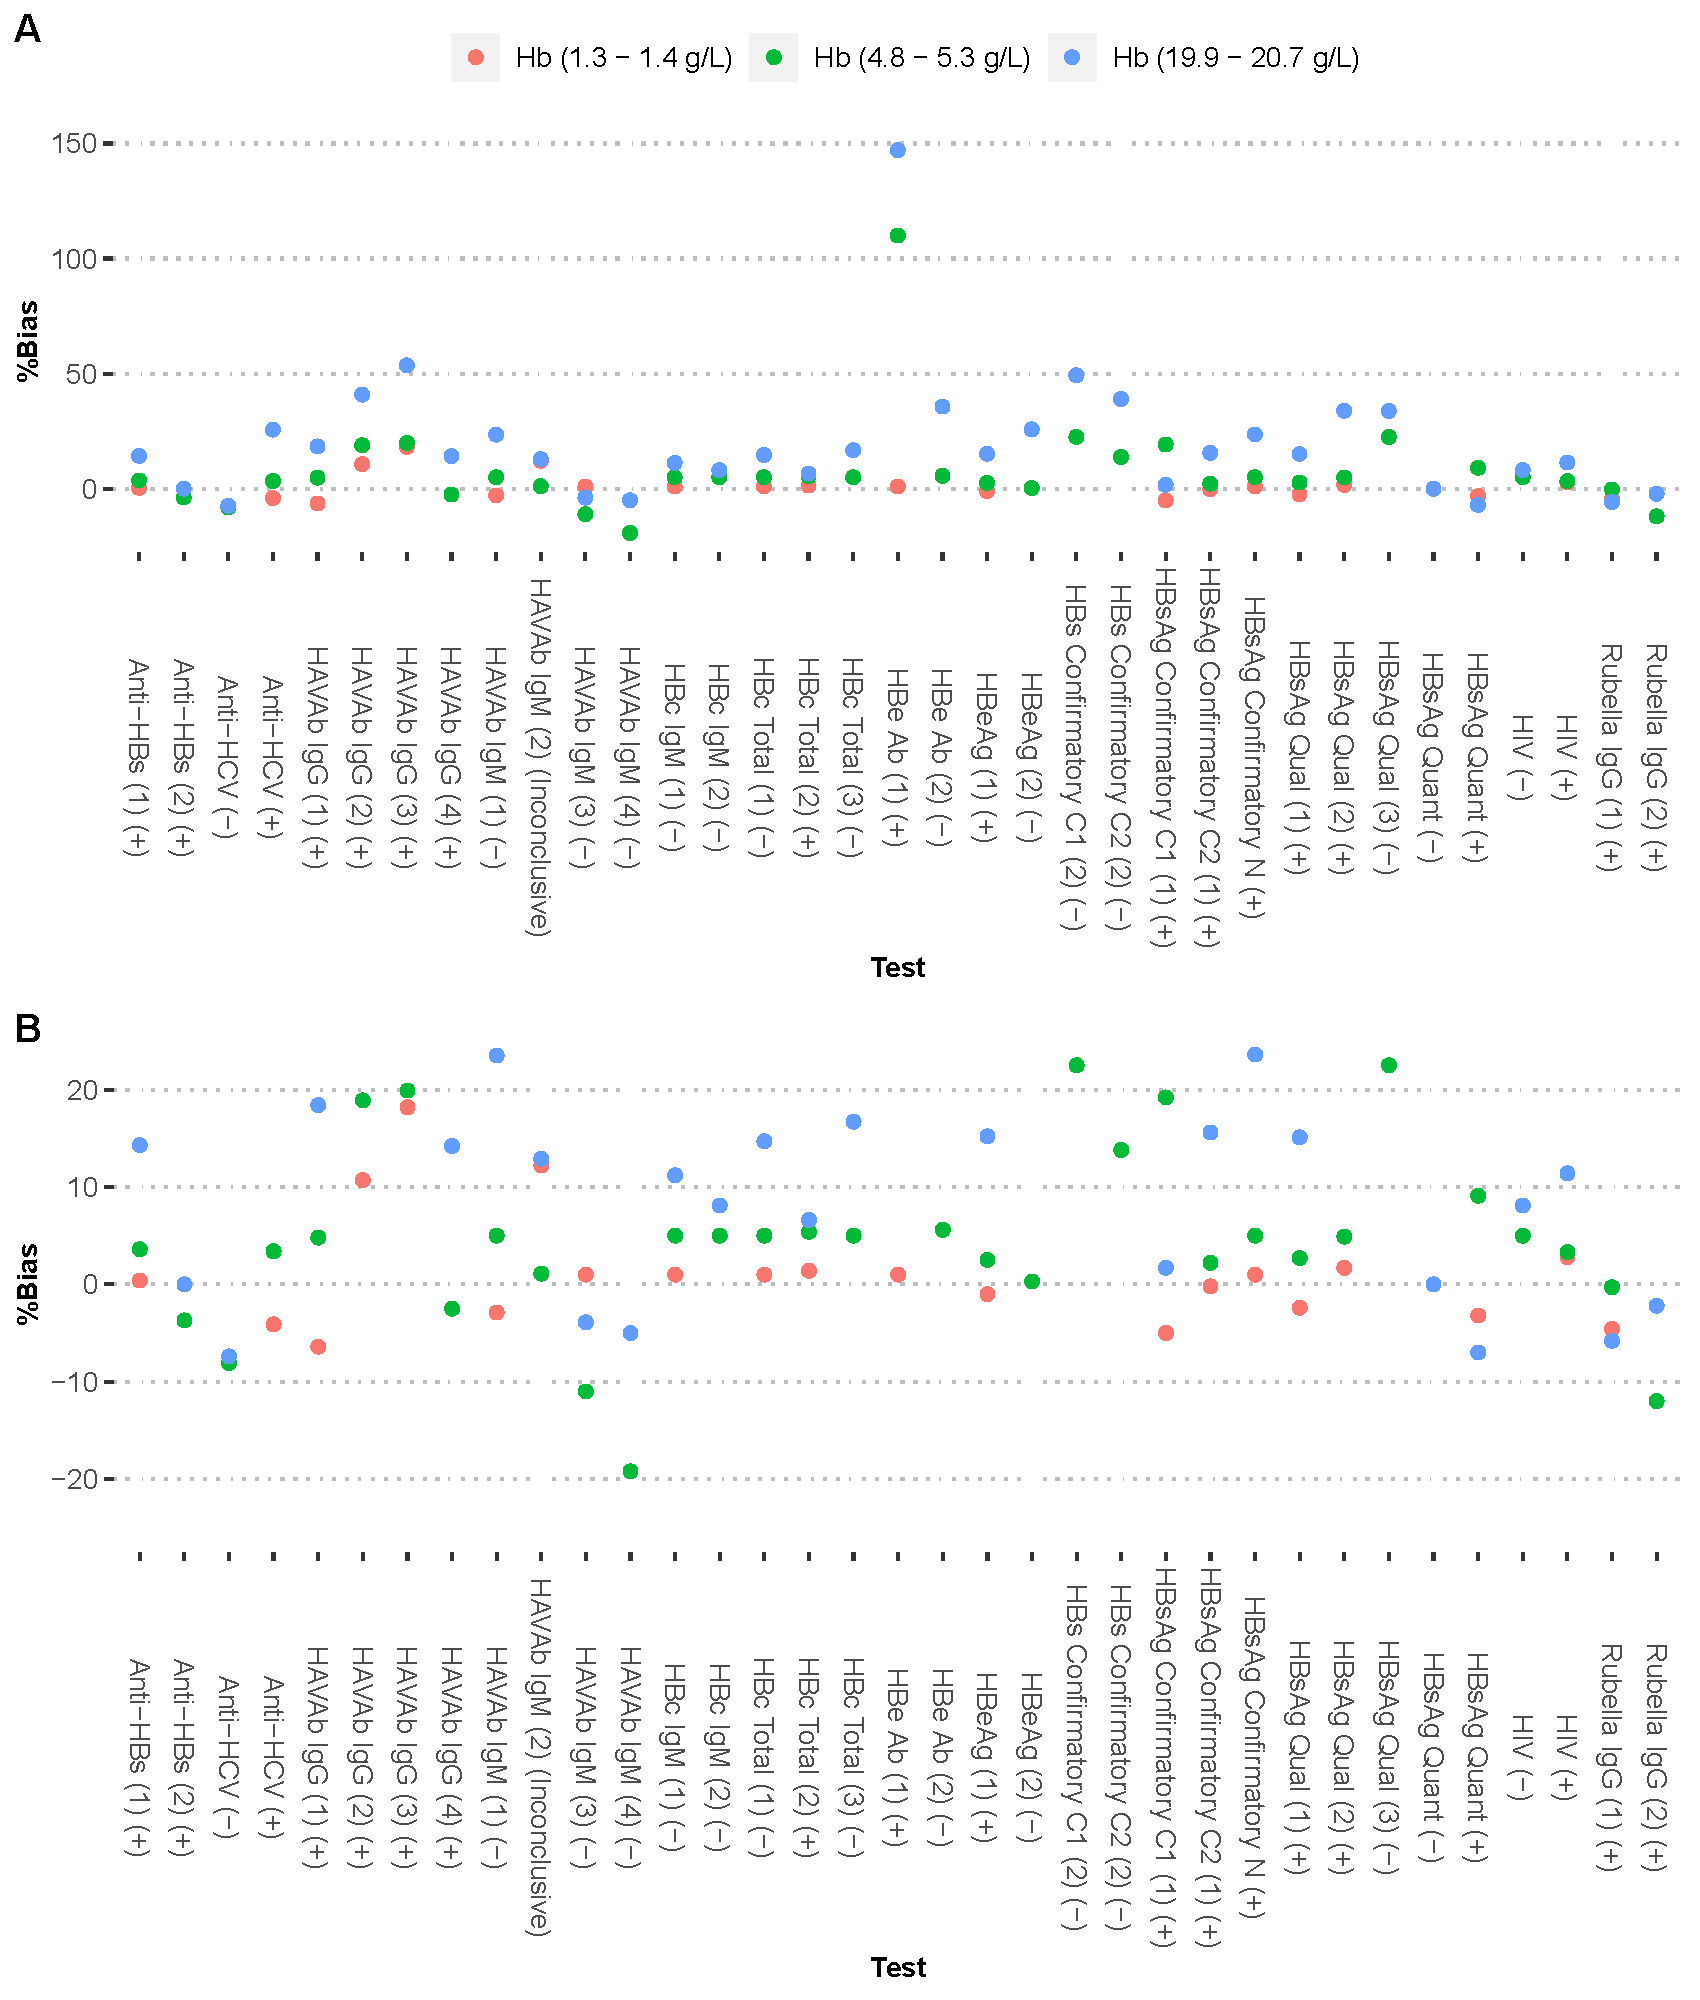 A
Hb (1.3 − 1.4 g/L)
Hb (4.8 − 5.3 g/L)
Hb (19.9 − 20.7 g/L)
%Bias
150
100
50
0
Anti−HBs (1) (+)
Anti−HBs (2) (+)
Anti−HCV (−)
Anti−HCV (+)
HAVAb IgG (1) (+)
HAVAb IgG (2) (+)
HAVAb IgG (3) (+)
HAVAb IgG (4) (+)
HAVAb IgM (1) (−)
HAVAb IgM (2) (Inconclusive)
HAVAb IgM (3) (−)
HAVAb IgM (4) (−)
HBc IgM (1) (−)
HBc IgM (2) (−)
HBc Total (1) (−)
HBc Total (2) (+)
HBc Total (3) (−)
HBe Ab (1) (+)
HBe Ab (2) (−)
HBeAg (1) (+)
HBeAg (2) (−)
HBs Confirmatory C1 (2) (−)
HBs Confirmatory C2 (2) (−)
HBsAg Confirmatory C1 (1) (+)
HBsAg Confirmatory C2 (1) (+)
HBsAg Confirmatory N (+)
HBsAg Qual (1) (+)
HBsAg Qual (2) (+)
HBsAg Qual (3) (−)
HBsAg Quant (−)
HBsAg Quant (+)
HIV (−)
HIV (+)
Rubella IgG (1) (+)
Rubella IgG (2) (+)
Test
B
%Bias
20
10
0
−10
−20
Anti−HBs (1) (+)
Anti−HBs (2) (+)
Anti−HCV (−)
Anti−HCV (+)
HAVAb IgG (1) (+)
HAVAb IgG (2) (+)
HAVAb IgG (3) (+)
HAVAb IgG (4) (+)
HAVAb IgM (1) (−)
HAVAb IgM (2) (Inconclusive)
HAVAb IgM (3) (−)
HAVAb IgM (4) (−)
HBc IgM (1) (−)
HBc IgM (2) (−)
HBc Total (1) (−)
HBc Total (2) (+)
HBc Total (3) (−)
HBe Ab (1) (+)
HBe Ab (2) (−)
HBeAg (1) (+)
HBeAg (2) (−)
HBs Confirmatory C1 (2) (−)
HBs Confirmatory C2 (2) (−)
HBsAg Confirmatory C1 (1) (+)
HBsAg Confirmatory C2 (1) (+)
HBsAg Confirmatory N (+)
HBsAg Qual (1) (+)
HBsAg Qual (2) (+)
HBsAg Qual (3) (−)
HBsAg Quant (−)
HBsAg Quant (+)
HIV (−)
HIV (+)
Rubella IgG (1) (+)
Rubella IgG (2) (+)
Test